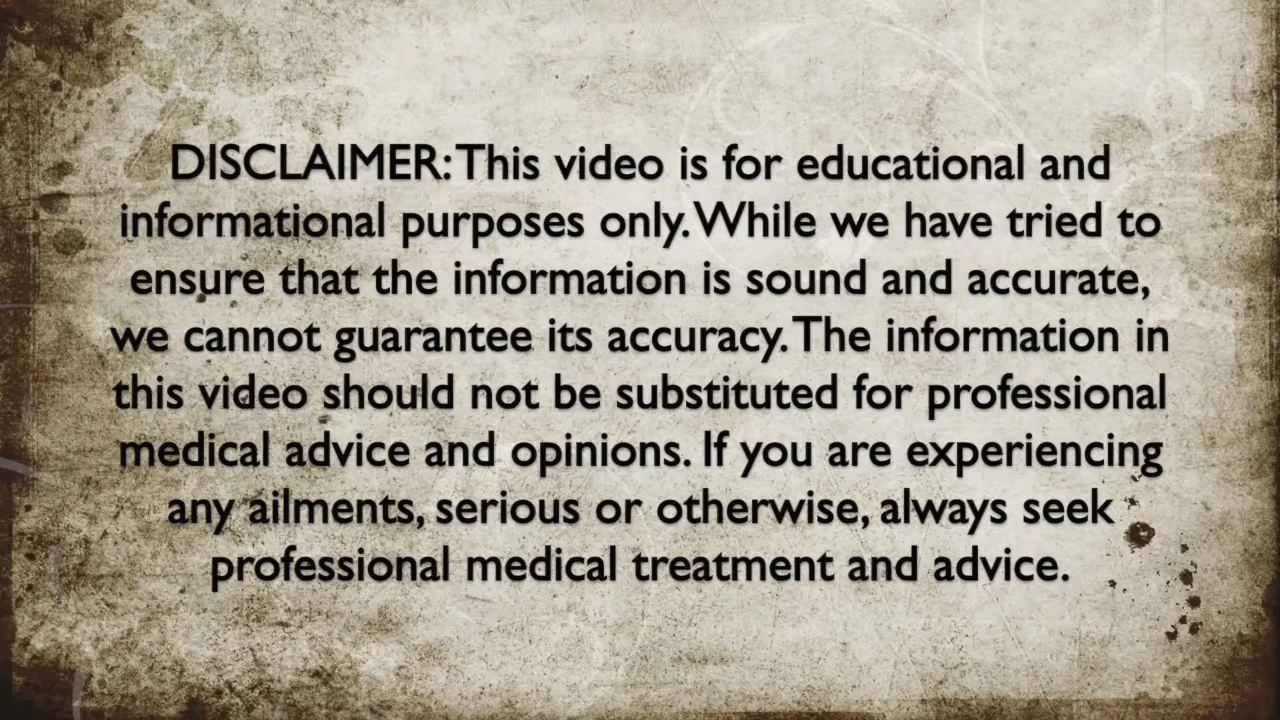 DISCLAIMER: This video is for educational and
informational purposes only. While we have tried to
ensure that the information is sound and accurate,
we cannot guarantee its accuracy. The information in
this video should not be substituted for professional
medical advice and opinions. If you are experiencing
any ailments, serious or otherwise, always seek
professional medical treatment and advice.